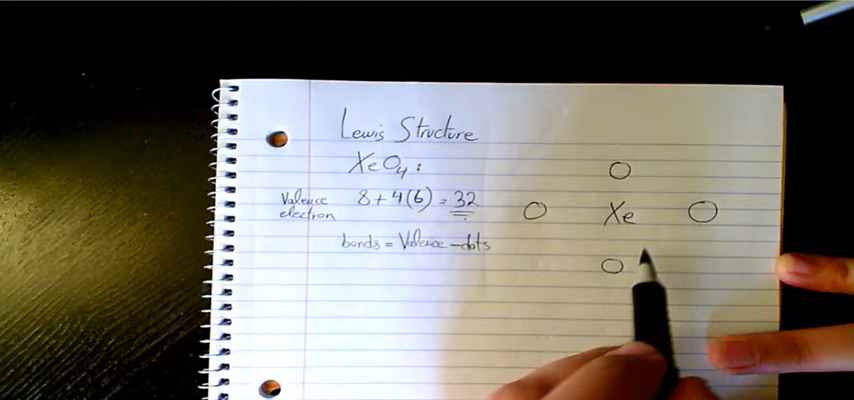 Lewis Structure
XeO4:
Valence electron 8+4(6) = 32
bonds = Valence - dots
O
O Xe O
O